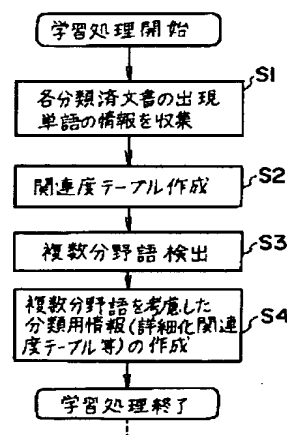 学習処理開始
S1
各分類済文書の出現
単語の情報を収集
S2
関連度テーブル作成
S3
複数分野語検出
S4
複数分野語を考慮した
分類用情報(詳細化関連
度テーブル等)の作成
学習処理終了